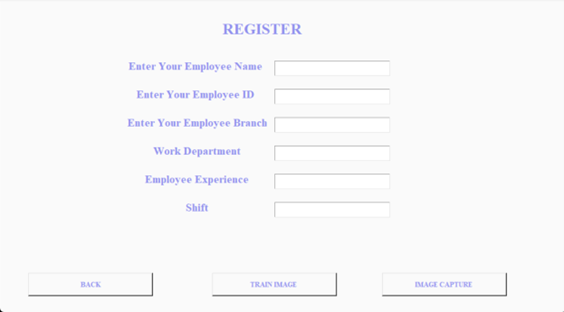 REGISTER
Enter Your Employee Name
Enter Your Employee ID
Enter Your Employee Branch
Work Department
Employee Experience
Shift
BACK TRAIN IMAGE IMAGE CAPTURE